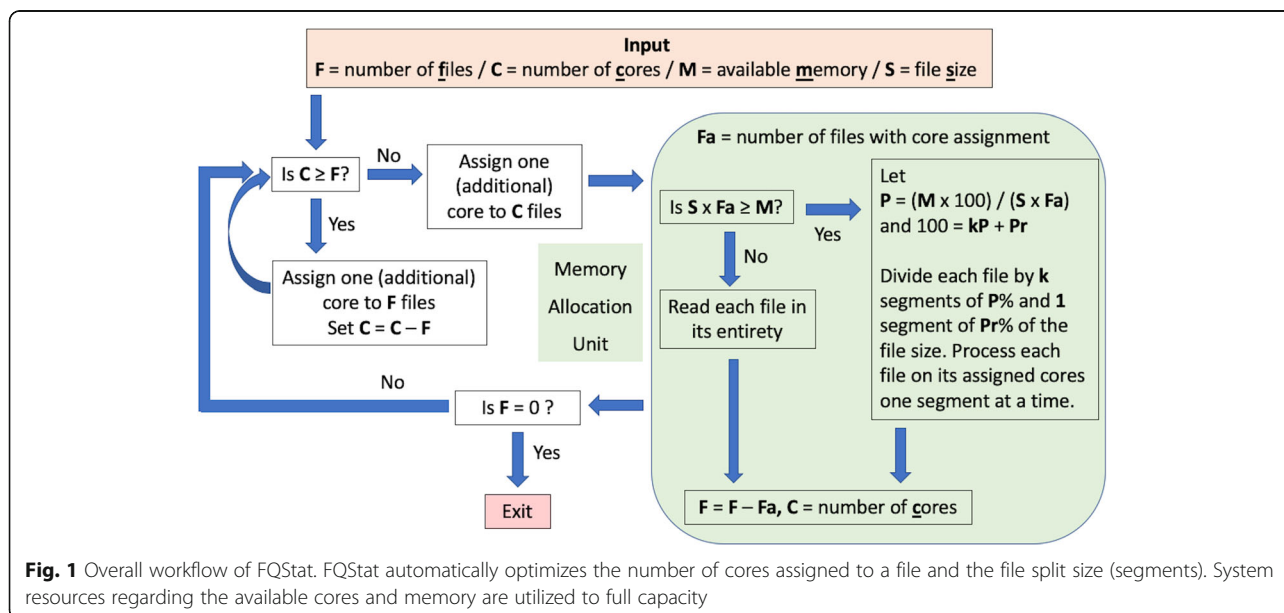 Input
F = number of files / C = number of cores / M = available memory / S = file size
Is C ≥ F?
No
Assign one
(additional)
core to C files
Yes
Assign one (additional)
core to F files
Set C = C – F
Fa = number of files with core assignment
Is S x Fa ≥ M?
Yes
No
Read each file in
its entirety
Let
P = (M x 100) / (S x Fa)
and 100 = kP + Pr
Divide each file by k
segments of P% and 1
segment of Pr% of the
file size. Process each
file on its assigned cores
one segment at a time.
Memory
Allocation
Unit
F = F – Fa, C = number of cores
Is F = 0 ?
No
Yes
Exit
Fig. 1 Overall workflow of FQStat. FQStat automatically optimizes the number of cores assigned to a file and the file split size (segments). System
resources regarding the available cores and memory are utilized to full capacity